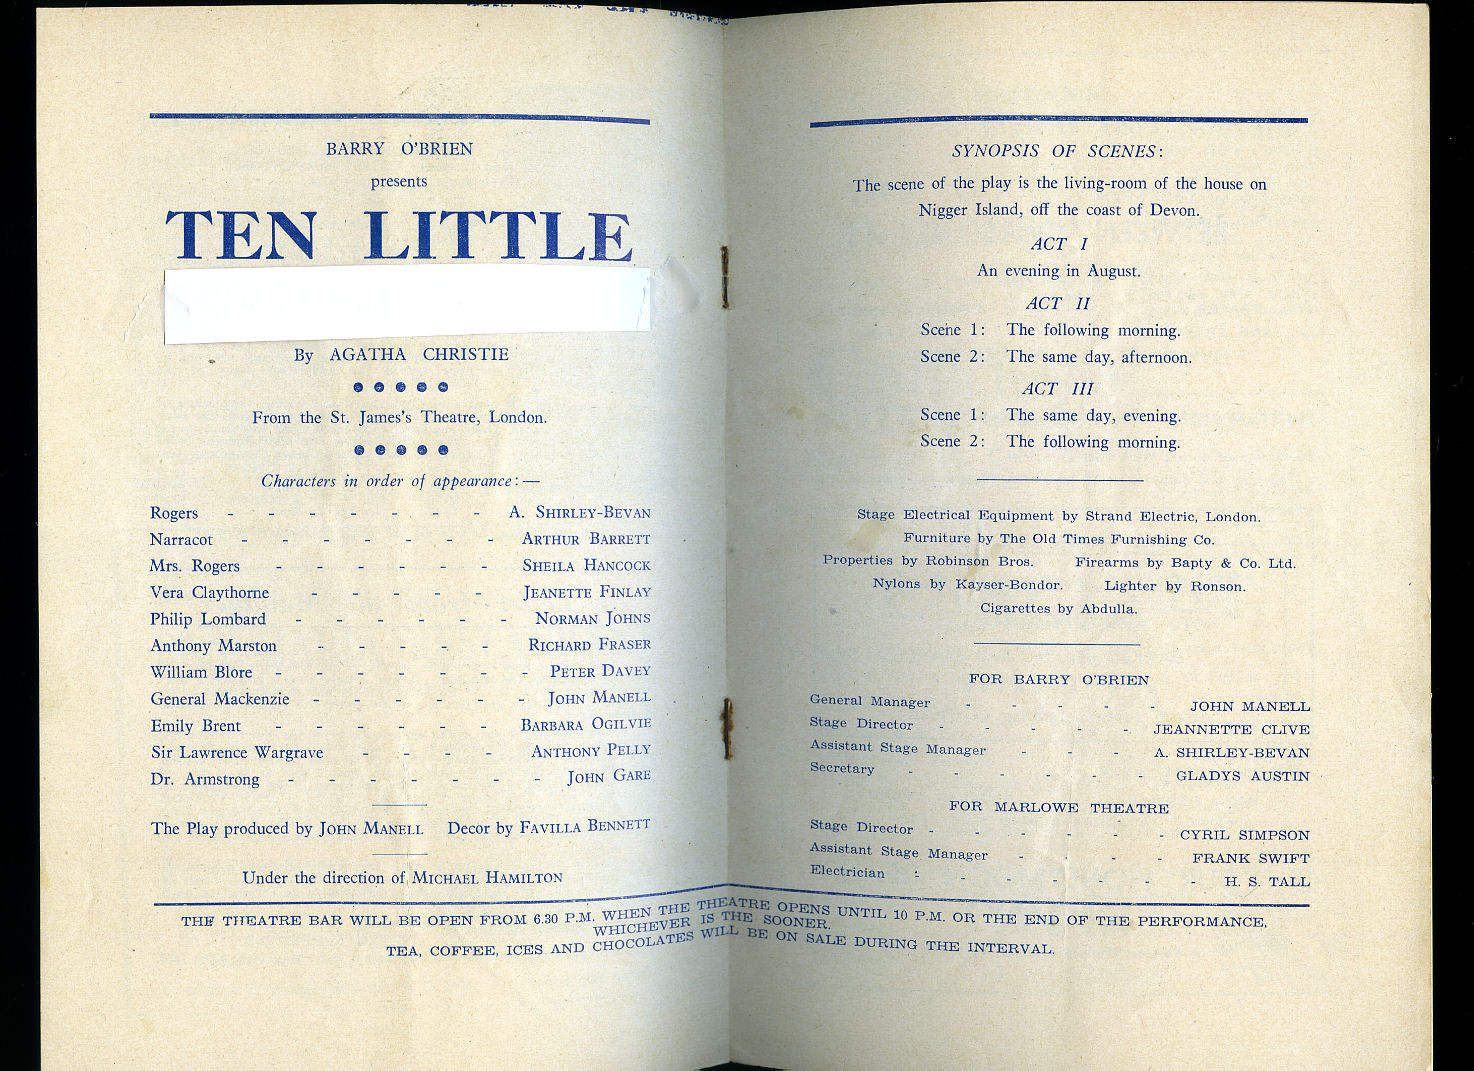 BARRY O'BRIEN
presents
TEN LITTLE
By AGATHA CHRISTIE
From the St. James's Theatre, London.
Characters in order of appearance:—
Rogers - - - - - - - A. SHIRLEY-BEVAN
Narracot - - - - - - - ARTHUR BARRETT
Mrs. Rogers - - - - - - SHEILA HANCOCK
Vera Claythorne - - - - - JEANETTE FINLAY
Philip Lombard - - - - - - NORMAN JOHNS
Anthony Marston - - - - - RICHARD FRASER
William Blore - - - - - - - PETER DAVEY
General Mackenzie - - - - - - JOHN MANELL
Emily Brent - - - - - - BARBARA OGILVIE
Sir Lawrence Wargrave - - - - ANTHONY PELLY
Dr. Armstrong - - - - - - - JOHN GARE
The Play produced by JOHN MANELL Decor by FAVILLA BENNETT
Under the direction of MICHAEL HAMILTON
SYNOPSIS OF SCENES:
The scene of the play is the living-room of the house on
Nigger Island, off the coast of Devon.
ACT I
An evening in August.
ACT II
Scene 1: The following morning.
Scene 2: The same day, afternoon.
ACT III
Scene 1: The same day, evening.
Scene 2: The following morning.
Stage Electrical Equipment by Strand Electric, London.
Furniture by The Old Times Furnishing Co.
Properties by Robinson Bros. Firearms by Bapty & Co. Ltd.
Nylons by Kayser-Bondor. Lighter by Ronson.
Cigarettes by Abdulla.
FOR BARRY O'BRIEN
General Manager - - - - - JOHN MANELL
Stage Director - - - - - JEANNETTE CLIVE
Assistant Stage Manager - - - A. SHIRLEY-BEVAN
Secretary - - - - - - GLADYS AUSTIN
FOR MARLOWE THEATRE
Stage Director - - - - - - CYRIL SIMPSON
Assistant Stage Manager - - - - FRANK SWIFT
Electrician - - - - - - - H. S. TALL
THE THEATRE BAR WILL BE OPEN FROM 6.30 P.M. WHEN THE THEATRE OPENS UNTIL 10 P.M. OR THE END OF THE PERFORMANCE,
WHICHEVER IS THE SOONER.
TEA, COFFEE, ICES AND CHOCOLATES WILL BE ON SALE DURING THE INTERVAL.